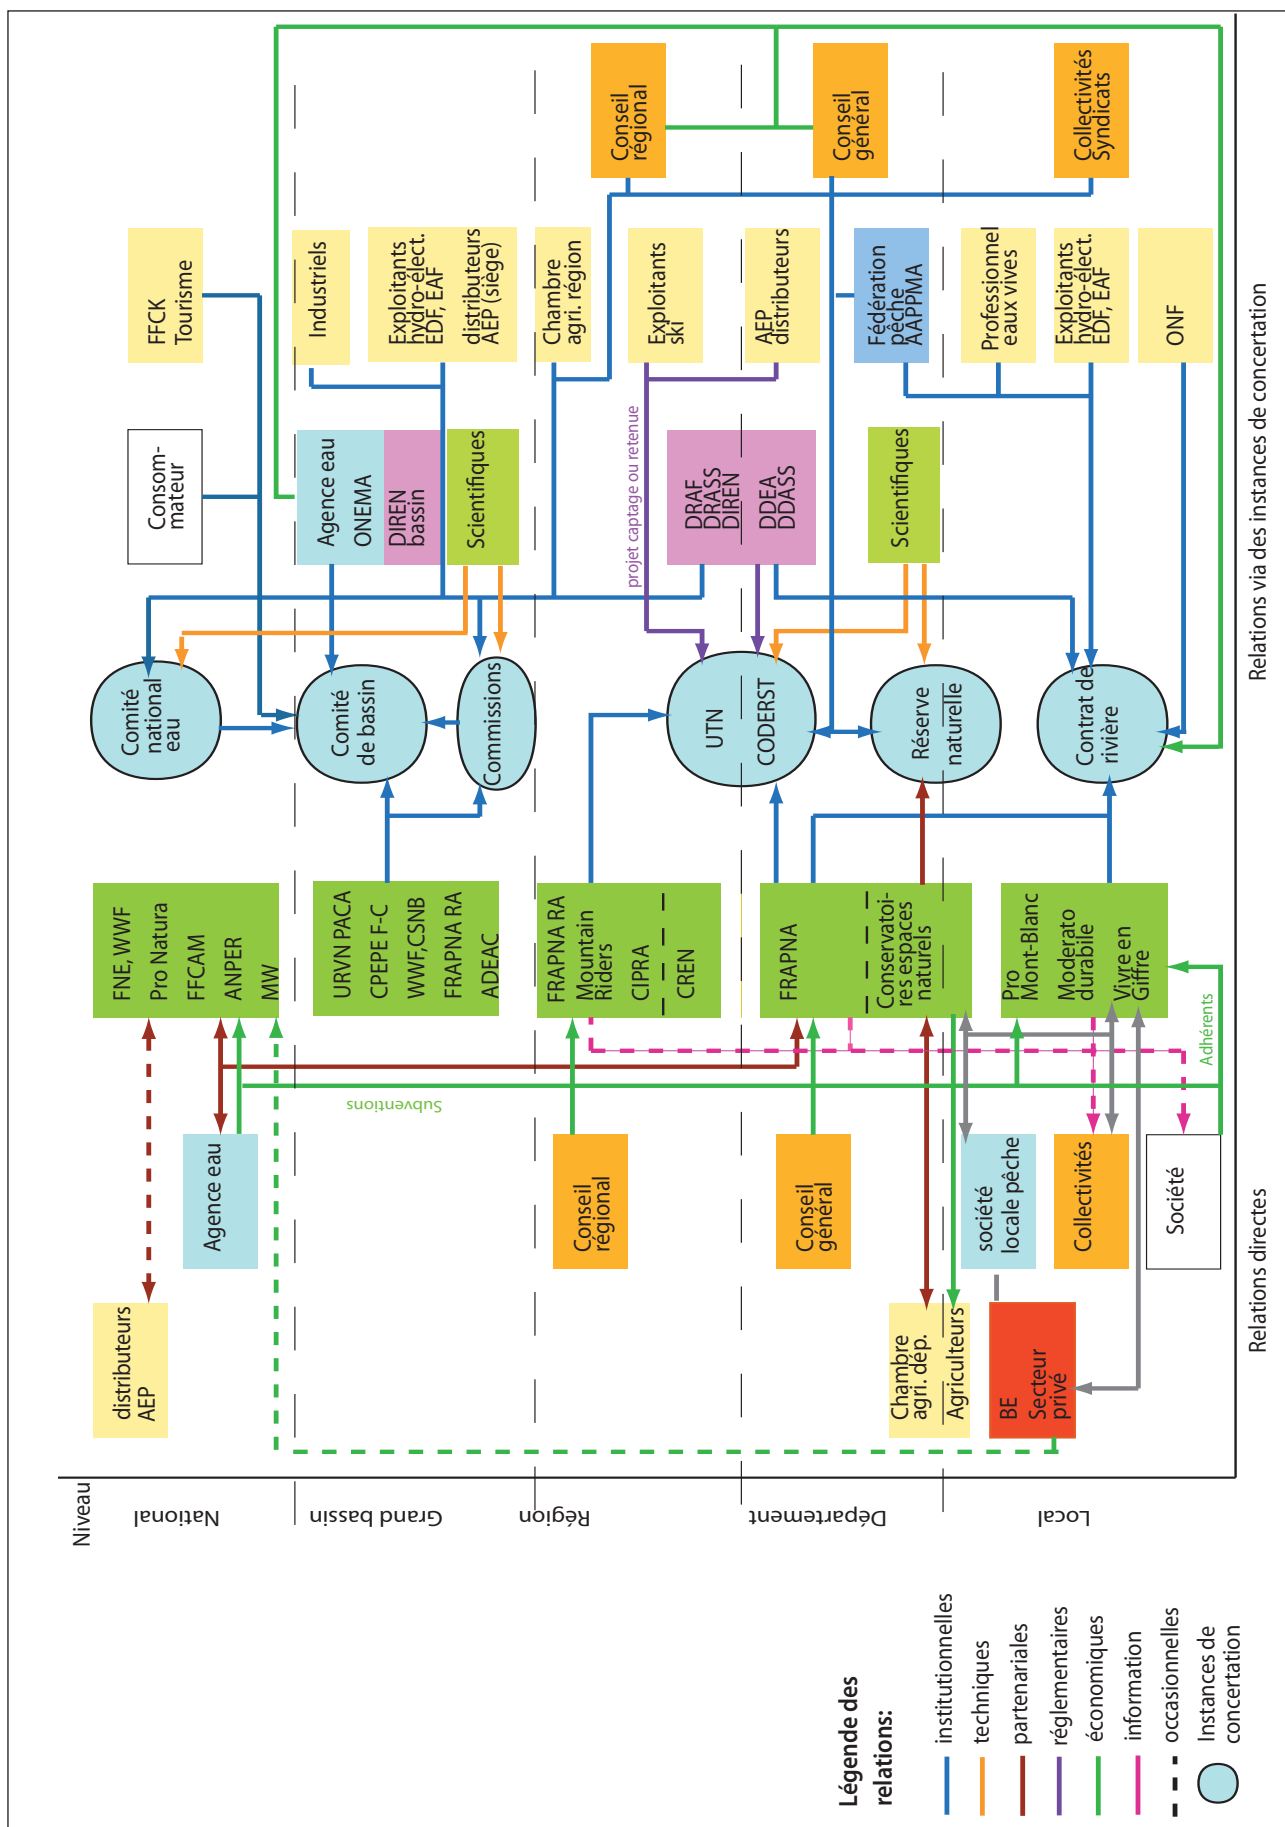 Niveau
National
Grand bassin
Région
Département
Local
distributeurs
AEP
Chambre
agri. dép.
Agriculteurs
BE
Secteur
privé
Agence eau
Conseil
régional
Conseil
général
société
locale pêche
Collectivités
Société
Subventions
Adhérents
FNE, WWF
Pro Natura
FFCAM
ANPER
MW
URVN PACA
CPEPE F-C
WWF,CSNB
FRAPNA RA
ADEAC
FRAPNA RA
Mountain
Riders
CIPRA
CREN
FRAPNA
Conservatoi-
res espaces
naturels
Pro
Mont-Blanc
Moderato
durabile
Vivre en
Giffre
Comité
national
eau
Comité
de bassin
Commissions
UTN
CODERST
Réserve
naturelle
Contrat de
rivière
Consom-
mateur
Agence eau
ONEMA
DIREN
bassin
Scientifiques
projet captage ou retenue
DRAF
DRASS
DIREN
DDEA
DDASS
Scientifiques
FFCK
Tourisme
Industriels
Exploitants
hydro-élect.
EDF, EAF
distributeurs
AEP (siège)
Chambre
agri. région
Exploitants
ski
AEP
distributeurs
Fédération
pêche
AAPPMA
Professionnel
eaux vives
Exploitants
hydro-élect.
EDF, EAF
ONF
Conseil
régional
Conseil
général
Collectivités
Syndicats
Relations directes
Relations via des instances de concertation
Légende des
relations:
institutionnelles
techniques
partenariales
réglementaires
économiques
information
occasionnelles
Instances de
concertation